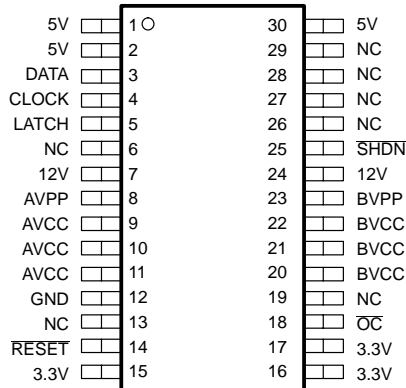 5V 1 30 5V
5V 2 29 NC
DATA 3 28 NC
CLOCK 4 27 NC
LATCH 5 26 NC
NC 6 25 SHDN
12V 7 24 12V
AVPP 8 23 BVPP
AVCC 9 22 BVCC
AVCC 10 21 BVCC
AVCC 11 20 BVCC
GND 12 19 NC
NC 13 18 OC
RESET 14 17 3.3V
3.3V 15 16 3.3V